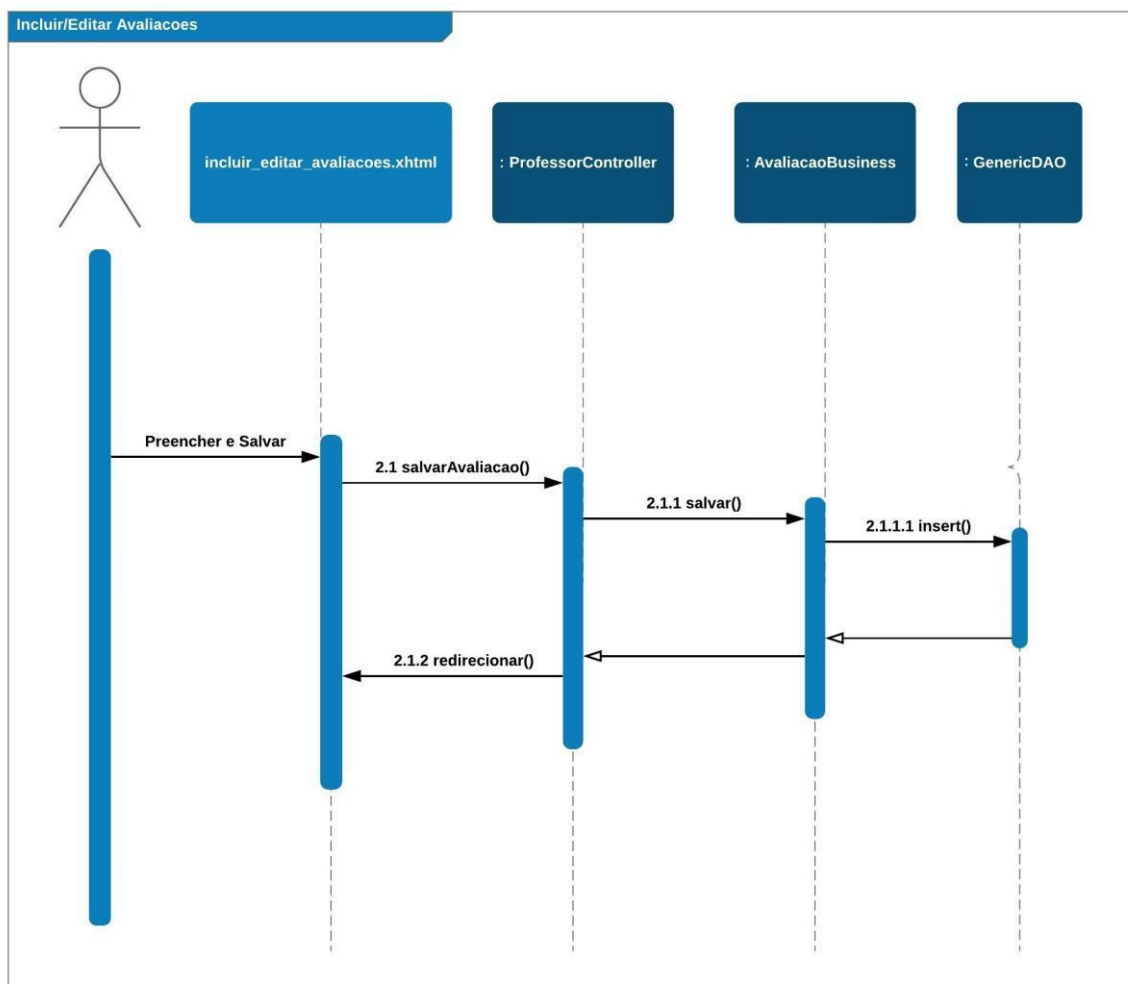 Incluir/Editar Avaliacoes
incluir_editar_avaliacoes.xhtml
: ProfessorController
: AvaliacaoBusiness
: GenericDAO
Preencher e Salvar
2.1 salvarAvaliacao()
2.1.1 salvar()
2.1.1.1 insert()
2.1.2 redirecionar()